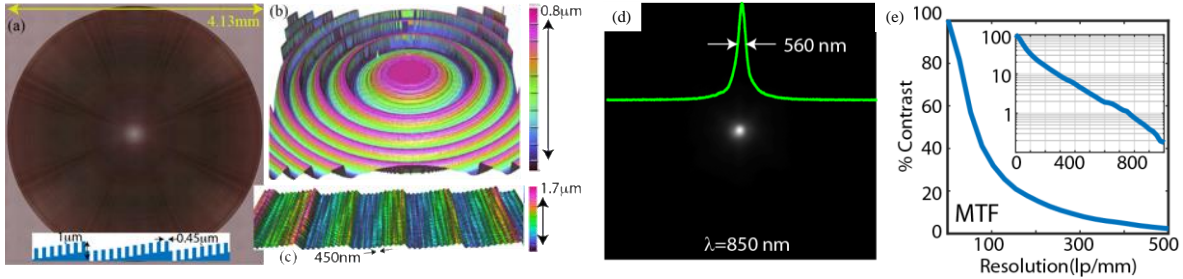 (a)
4.13mm
1μm
0.45μm
(b)
0.8μm
1.7μm
450nm
(c)
(d)
560 nm
λ=850 nm
(e)
% Contrast
100
80
60
40
20
0
100
10
1
0
400
800
MTF
100
300
500
Resolution(lp/mm)